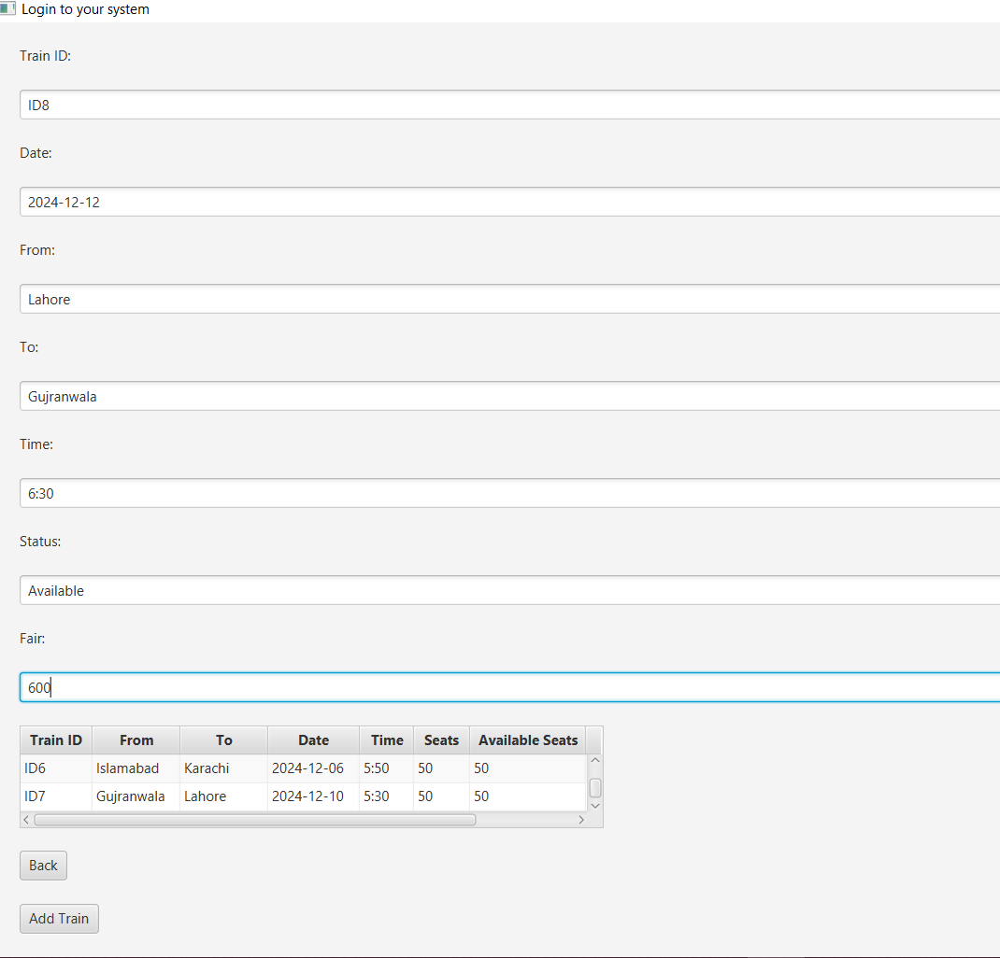 Login to your system
Train ID:
ID8
Date:
2024-12-12
From:
Lahore
To:
Gujranwala
Time:
6:30
Status:
Available
Fair:
600
Train ID From To Date Time Seats Available Seats
ID6 Islamabad Karachi 2024-12-06 5:50 50 50
ID7 Gujranwala Lahore 2024-12-10 5:30 50 50
Back
Add Train